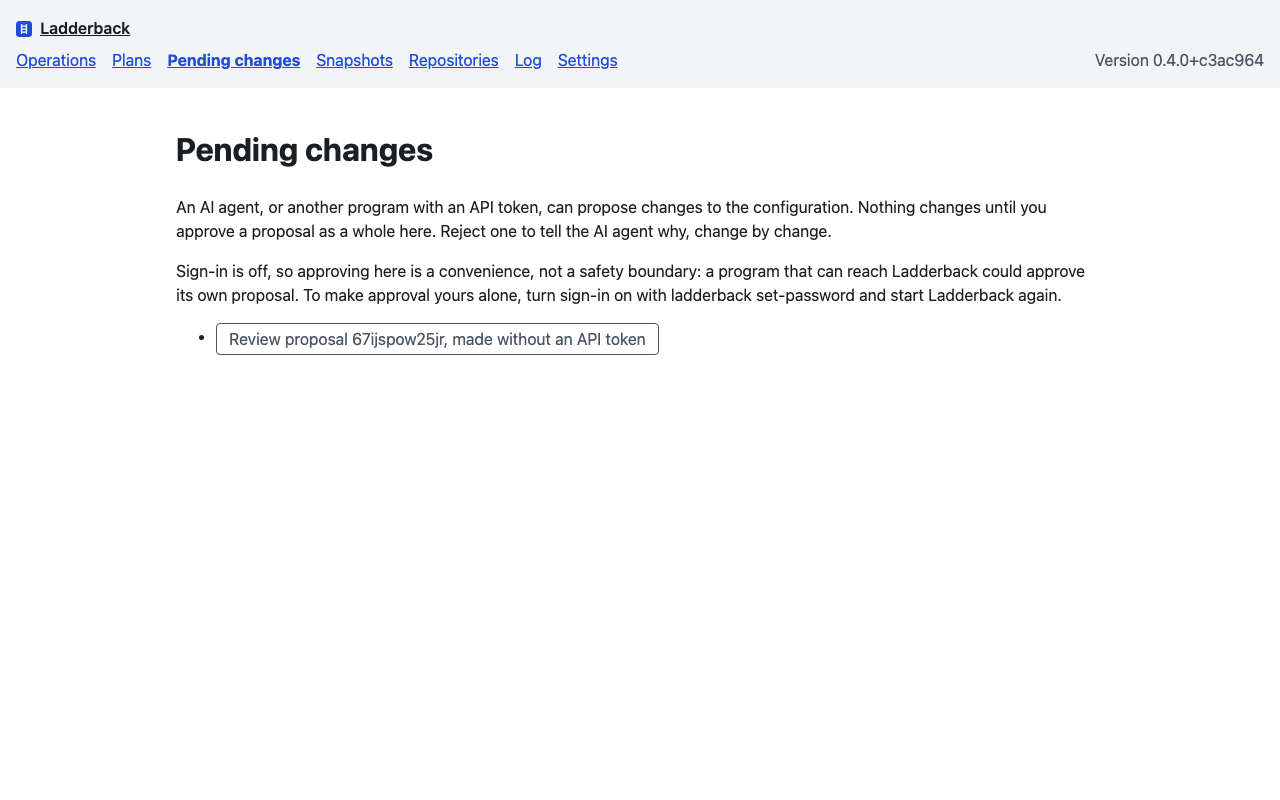 Ladderback
Operations Plans Pending changes Snapshots Repositories Log Settings Version 0.4.0+c3ac964
Pending changes
An AI agent, or another program with an API token, can propose changes to the configuration. Nothing changes until you
approve a proposal as a whole here. Reject one to tell the AI agent why, change by change.
Sign-in is off, so approving here is a convenience, not a safety boundary: a program that can reach Ladderback could approve
its own proposal. To make approval yours alone, turn sign-in on with ladderback set-password and start Ladderback again.
Review proposal 67ijspow25jr, made without an API token